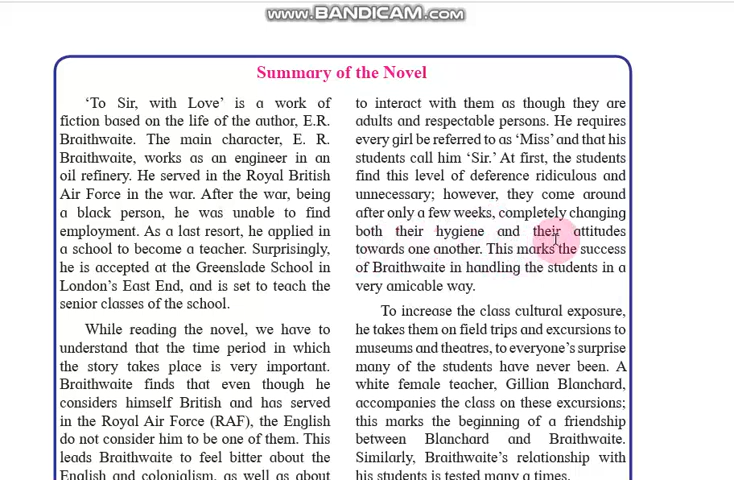 www.BANDICAM.com
Summary of the Novel
‘To Sir, with Love’ is a work of
fiction based on the life of the author, E.R.
Braithwaite. The main character, E. R.
Braithwaite, works as an engineer in an
oil refinery. He served in the Royal British
Air Force in the war. After the war, being
a black person, he was unable to find
employment. As a last resort, he applied in
a school to become a teacher. Surprisingly,
he is accepted at the Greenslade School in
London’s East End, and is set to teach the
senior classes of the school.
While reading the novel, we have to
understand that the time period in which
the story takes place is very important.
Braithwaite finds that even though he
considers himself British and has served
in the Royal Air Force (RAF), the English
do not consider him to be one of them. This
leads Braithwaite to feel bitter about the
English and colonialism, as well as about
to interact with them as though they are
adults and respectable persons. He requires
every girl be referred to as ‘Miss’ and that his
students call him ‘Sir.’ At first, the students
find this level of deference ridiculous and
unnecessary; however, they come around
after only a few weeks, completely changing
both their hygiene and their attitudes
towards one another. This marks the success
of Braithwaite in handling the students in a
very amicable way.
To increase the class cultural exposure,
he takes them on field trips and excursions to
museums and theatres, to everyone’s surprise
many of the students have never been. A
white female teacher, Gillian Blanchard,
accompanies the class on these excursions;
this marks the beginning of a friendship
between Blanchard and Braithwaite.
Similarly, Braithwaite’s relationship with
his students is tested many a times.